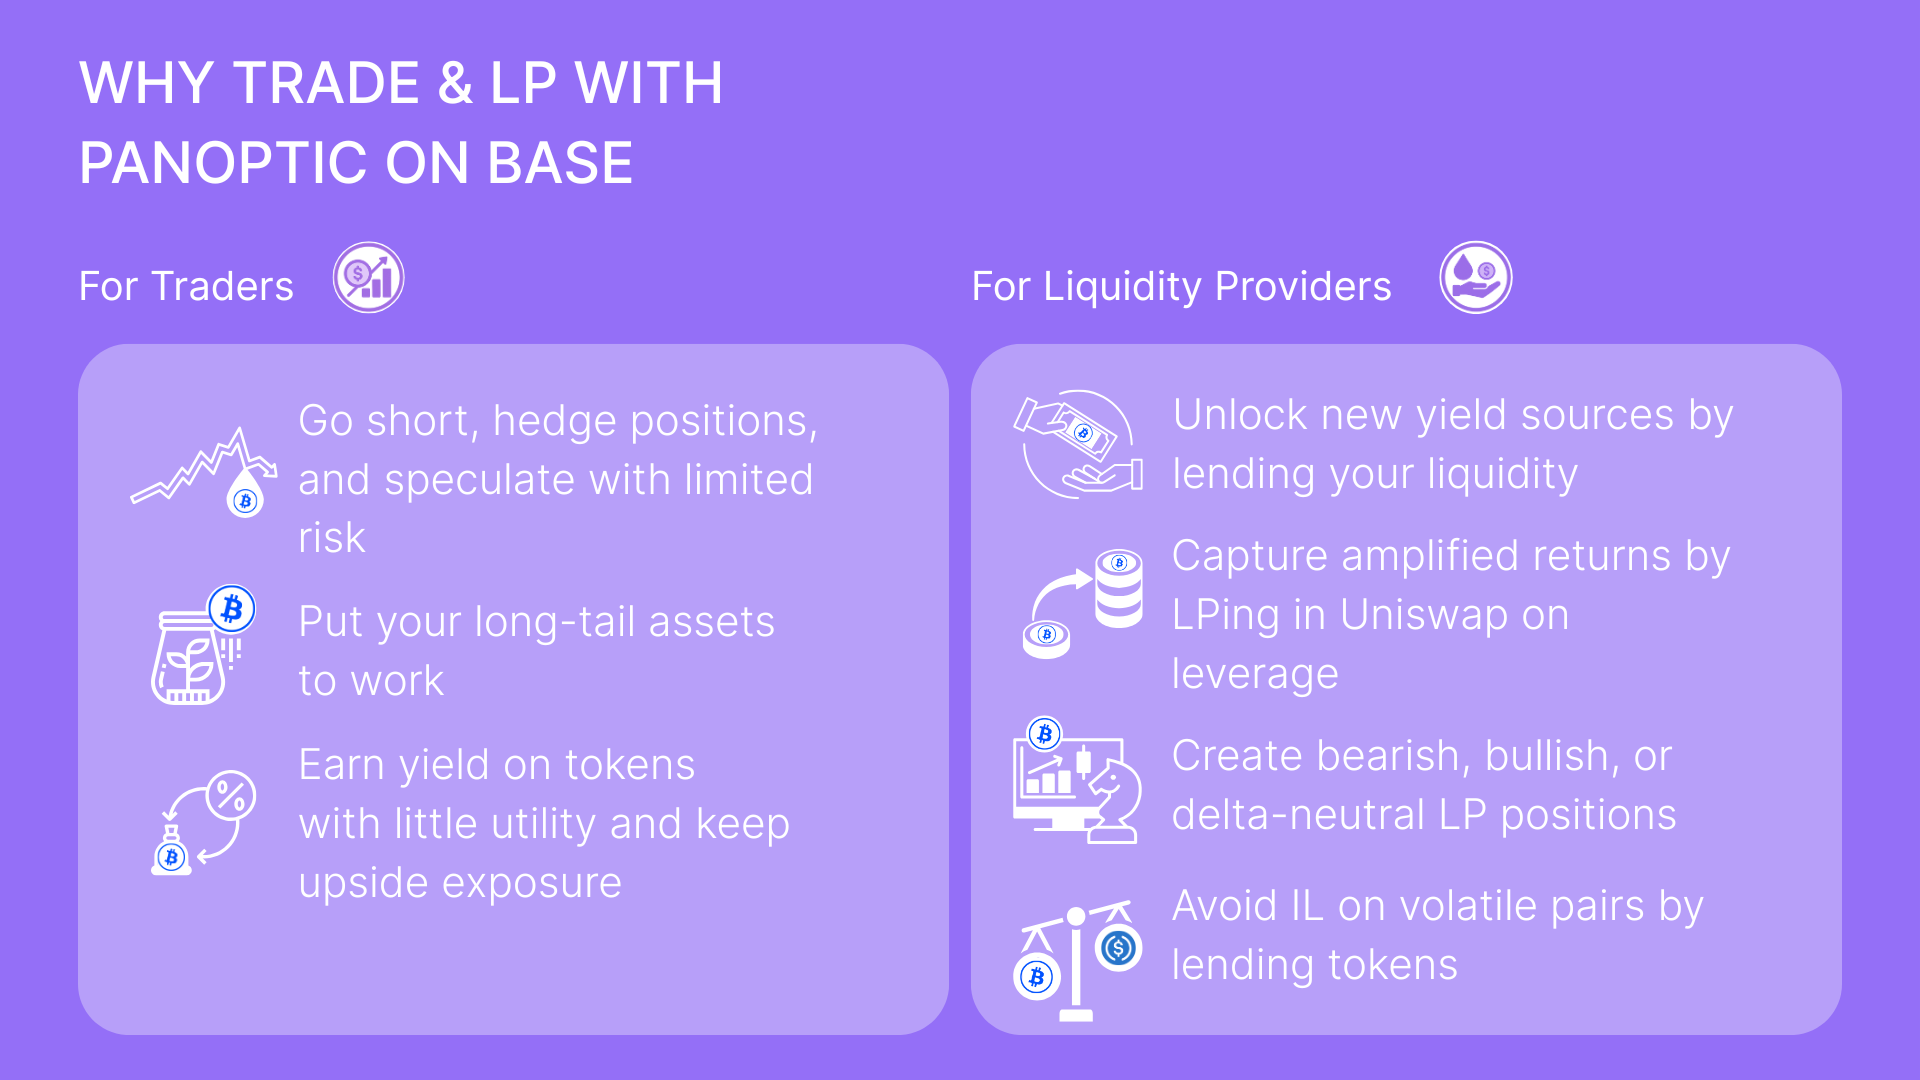 WHY TRADE & LP WITH
PANOPTIC ON BASE
For Traders
Go short, hedge positions,
and speculate with limited
risk
Put your long-tail assets
to work
Earn yield on tokens
with little utility and keep
upside exposure
For Liquidity Providers
Unlock new yield sources by
lending your liquidity
Capture amplified returns by
LPing in Uniswap on
leverage
Create bearish, bullish, or
delta-neutral LP positions
Avoid IL on volatile pairs by
lending tokens